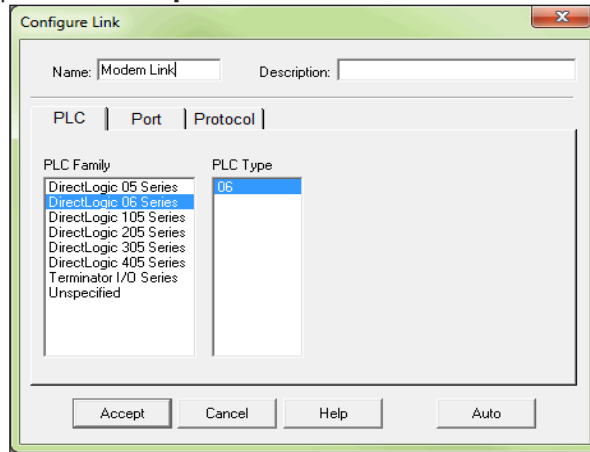 Configure Link
Name: Modem Link Description:
PLC Port Protocol
PLC Family PLC Type
DirectLogic 05 Series 06
DirectLogic 06 Series
DirectLogic 105 Series
DirectLogic 205 Series
DirectLogic 305 Series
DirectLogic 405 Series
Terminator I/O Series
Unspecified
Accept Cancel Help Auto